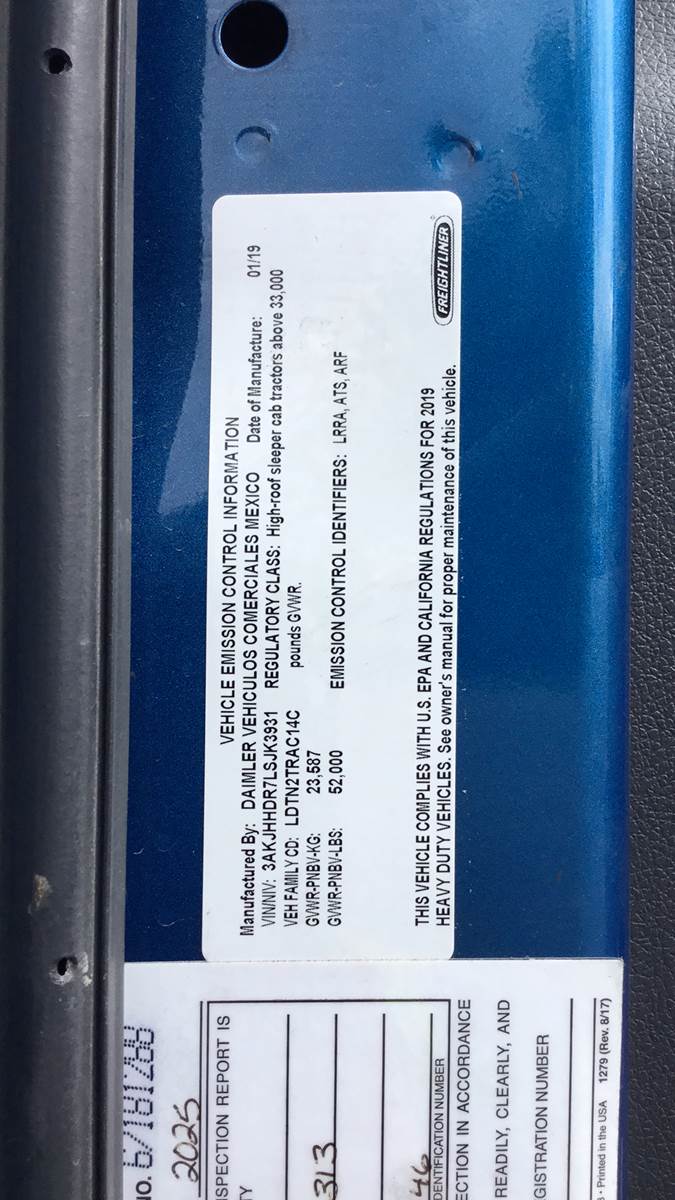 VEHICLE EMISSION CONTROL INFORMATION
Manufactured By: DAIMLER VEHICULOS COMERCIALES MEXICO Date of Manufacture: 01/19
VIN/NIV: 3AKJHHDR7LSJK3931 REGULATORY CLASS: High-roof sleeper cab tractors above 33,000
VEH FAMILY CD: LDTN2TRAC14C pounds GVWR.
GVWR-PNBV-KG: 23,587
GVWR-PNBV-LBS: 52,000 EMISSION CONTROL IDENTIFIERS: LRRA, ATS, ARF
THIS VEHICLE COMPLIES WITH U.S. EPA AND CALIFORNIA REGULATIONS FOR 2019
HEAVY DUTY VEHICLES. See owner's manual for proper maintenance of this vehicle.
FREIGHTLINER
2025
SPECTION REPORT IS
TY
313
46
DENTIFICATION NUMBER
ECTION IN ACCORDANCE
READILY, CLEARLY, AND
GISTRATION NUMBER
Printed in the USA 1279 (Rev. 8/17)